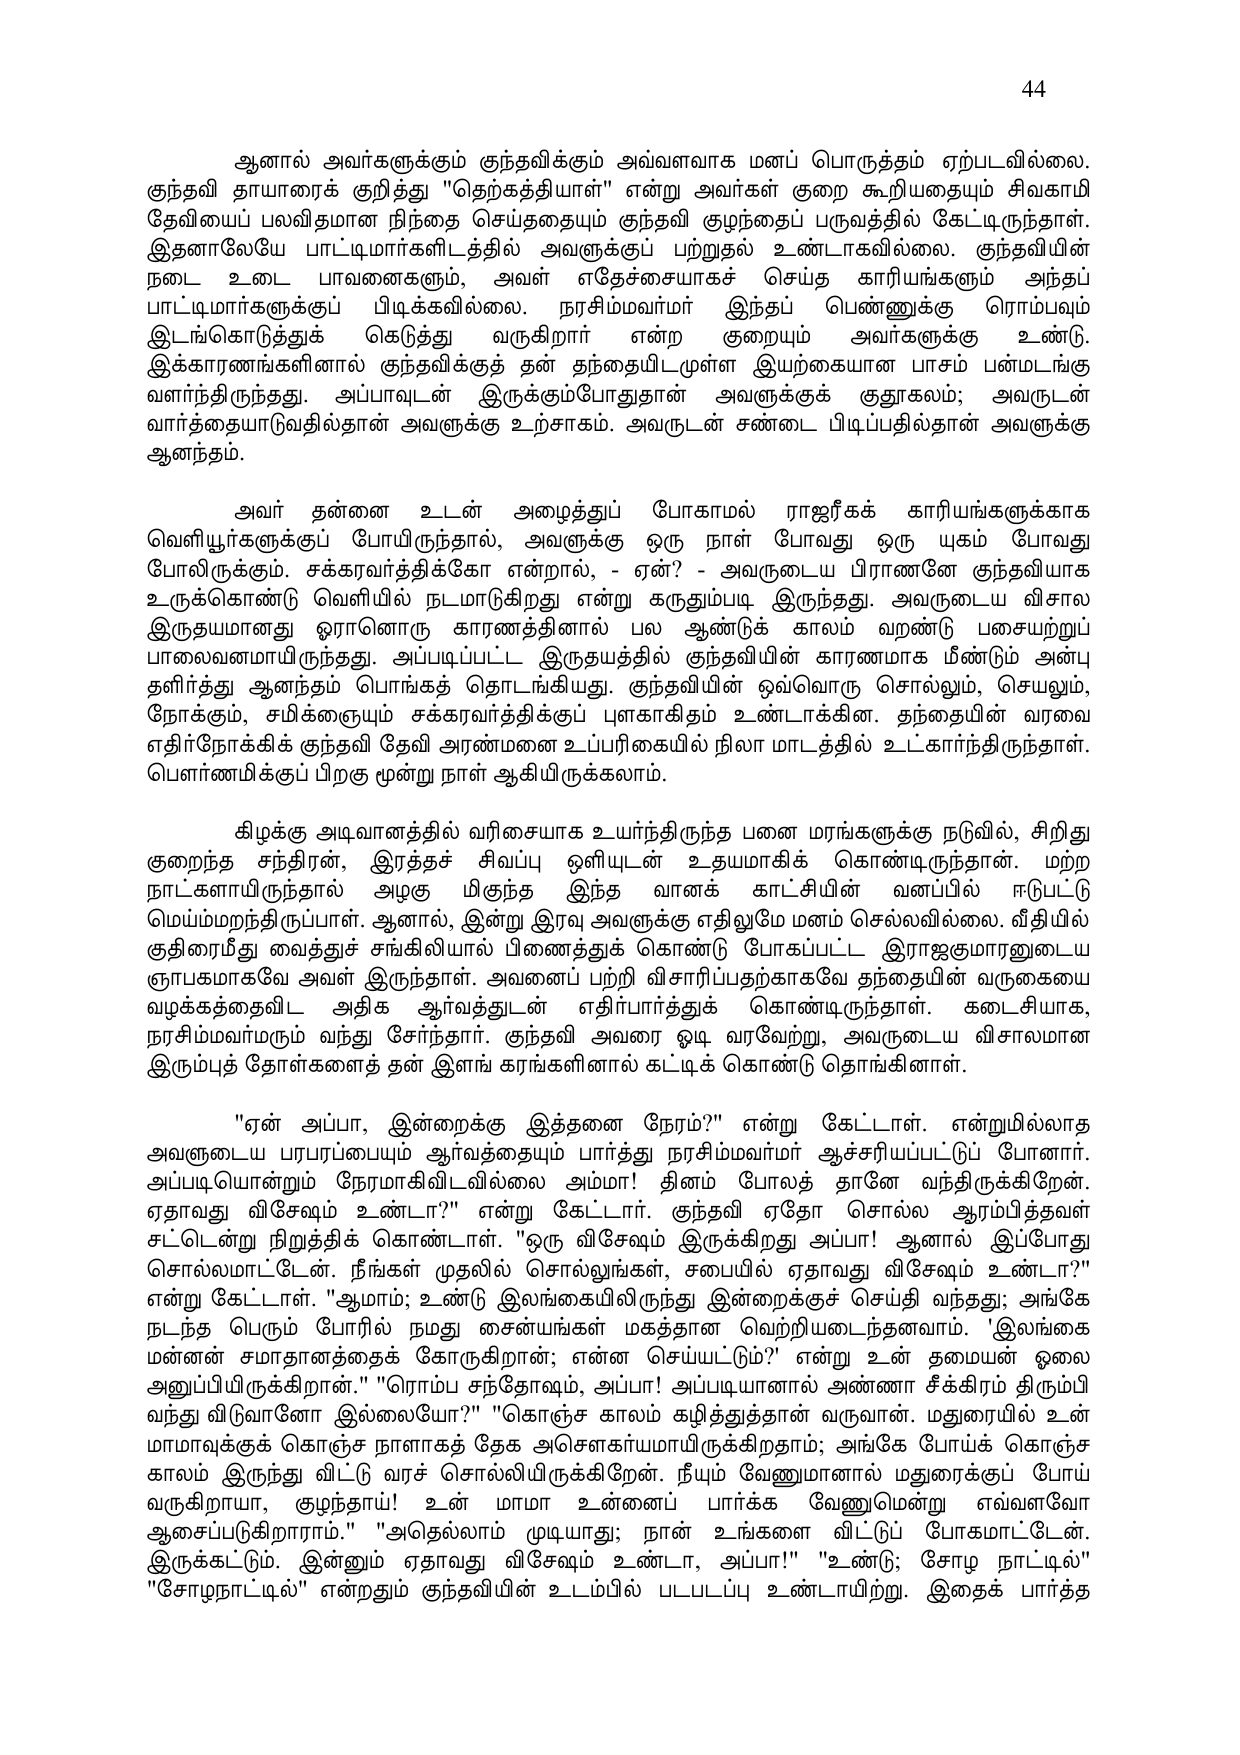 44
ஆனால் அவர்களுக்கும் குந்தவிக்கும் அவ்வளவாக மனப் பொருத்தம் ஏற்படவில்லை.
குந்தவி தாயாரைக் குறித்து "தெற்கத்தியாள்" என்று அவர்கள் குறை கூறியதையும் சிவகாமி
தேவியைப் பலவிதமான நிந்தை செய்ததையும் குந்தவி குழந்தைப் பருவத்தில் கேட்டிருந்தாள்.
இதனாலேயே பாட்டிமார்களிடத்தில் அவளுக்குப் பற்றுதல் உண்டாகவில்லை. குந்தவியின்
நடை உடை பாவனைகளும், அவள் எதேச்சையாகச் செய்த காரியங்களும் அந்தப்
பாட்டிமார்களுக்குப் பிடிக்கவில்லை. நரசிம்மவர்மர் இந்தப் பெண்ணுக்கு ரொம்பவும்
இடங்கொடுத்துக் கெடுத்து வருகிறார் என்ற குறையும் அவர்களுக்கு உண்டு.
இக்காரணங்களினால் குந்தவிக்குத் தன் தந்தையிடமுள்ள இயற்கையான பாசம் பன்மடங்கு
வளர்ந்திருந்தது. அப்பாவுடன் இருக்கும்போதுதான் அவளுக்குக் குதூகலம்; அவருடன்
வார்த்தையாடுவதில்தான் அவளுக்கு உற்சாகம். அவருடன் சண்டை பிடிப்பதில்தான் அவளுக்கு
ஆனந்தம்.
அவர் தன்னை உடன் அழைத்துப் போகாமல் ராஜரீகக் காரியங்களுக்காக
வெளியூர்களுக்குப் போயிருந்தால், அவளுக்கு ஒரு நாள் போவது ஒரு யுகம் போவது
போலிருக்கும். சக்கரவர்த்திக்கோ என்றால், - ஏன்? - அவருடைய பிராணனே குந்தவியாக
உருக்கொண்டு வெளியில் நடமாடுகிறது என்று கருதும்படி இருந்தது. அவருடைய விசால
இருதயமானது ஓரானொரு காரணத்தினால் பல ஆண்டுக் காலம் வறண்டு பசையற்றுப்
பாலைவனமாயிருந்தது. அப்படிப்பட்ட இருதயத்தில் குந்தவியின் காரணமாக மீண்டும் அன்பு
தளிர்த்து ஆனந்தம் பொங்கத் தொடங்கியது. குந்தவியின் ஒவ்வொரு சொல்லும், செயலும்,
நோக்கும், சமிக்ஞையும் சக்கரவர்த்திக்குப் புளகாகிதம் உண்டாக்கின. தந்தையின் வரவை
எதிர்நோக்கிக் குந்தவி தேவி அரண்மனை உப்பரிகையில் நிலா மாடத்தில் உட்கார்ந்திருந்தாள்.
பௌர்ணமிக்குப் பிறகு மூன்று நாள் ஆகியிருக்கலாம்.
கிழக்கு அடிவானத்தில் வரிசையாக உயர்ந்திருந்த பனை மரங்களுக்கு நடுவில், சிறிது
குறைந்த சந்திரன், இரத்தச் சிவப்பு ஒளியுடன் உதயமாகிக் கொண்டிருந்தான். மற்ற
நாட்களாயிருந்தால் அழகு மிகுந்த இந்த வானக் காட்சியின் வனப்பில் ஈடுபட்டு
மெய்ம்மறந்திருப்பாள். ஆனால், இன்று இரவு அவளுக்கு எதிலுமே மனம் செல்லவில்லை. வீதியில்
குதிரைமீது வைத்துச் சங்கிலியால் பிணைத்துக் கொண்டு போகப்பட்ட இராஜகுமாரனுடைய
ஞாபகமாகவே அவள் இருந்தாள். அவனைப் பற்றி விசாரிப்பதற்காகவே தந்தையின் வருகையை
வழக்கத்தைவிட அதிக ஆர்வத்துடன் எதிர்பார்த்துக் கொண்டிருந்தாள். கடைசியாக,
நரசிம்மவர்மரும் வந்து சேர்ந்தார். குந்தவி அவரை ஓடி வரவேற்று, அவருடைய விசாலமான
இரும்புத் தோள்களைத் தன் இளங் கரங்களினால் கட்டிக் கொண்டு தொங்கினாள்.
"ஏன் அப்பா, இன்றைக்கு இத்தனை நேரம்?" என்று கேட்டாள். என்றுமில்லாத
அவளுடைய பரபரப்பையும் ஆர்வத்தையும் பார்த்து நரசிம்மவர்மர் ஆச்சரியப்பட்டுப் போனார்.
அப்படியொன்றும் நேரமாகிவிடவில்லை அம்மா! தினம் போலத் தானே வந்திருக்கிறேன்.
ஏதாவது விசேஷம் உண்டா?" என்று கேட்டார். குந்தவி ஏதோ சொல்ல ஆரம்பித்தவள்
சட்டென்று நிறுத்திக் கொண்டாள். "ஒரு விசேஷம் இருக்கிறது அப்பா! ஆனால் இப்போது
சொல்லமாட்டேன். நீங்கள் முதலில் சொல்லுங்கள், சபையில் ஏதாவது விசேஷம் உண்டா?"
என்று கேட்டாள். "ஆமாம்; உண்டு இலங்கையிலிருந்து இன்றைக்குச் செய்தி வந்தது; அங்கே
நடந்த பெரும் போரில் நமது சைன்யங்கள் மகத்தான வெற்றியடைந்தனவாம். 'இலங்கை
மன்னன் சமாதானத்தைக் கோருகிறான்; என்ன செய்யட்டும்?' என்று உன் தமையன் ஓலை
அனுப்பியிருக்கிறான்." "ரொம்ப சந்தோஷம், அப்பா! அப்படியானால் அண்ணா சீக்கிரம் திரும்பி
வந்து விடுவானோ இல்லையோ?" "கொஞ்ச காலம் கழித்துத்தான் வருவான். மதுரையில் உன்
மாமாவுக்குக் கொஞ்ச நாளாகத் தேக அசௌகர்யமாயிருக்கிறதாம்; அங்கே போய்க் கொஞ்ச
காலம் இருந்து விட்டு வரச் சொல்லியிருக்கிறேன். நீயும் வேணுமானால் மதுரைக்குப் போய்
வருகிறாயா, குழந்தாய்! உன் மாமா உன்னைப் பார்க்க வேணுமென்று எவ்வளவோ
ஆசைப்படுகிறாராம்." "அதெல்லாம் முடியாது; நான் உங்களை விட்டுப் போகமாட்டேன்.
இருக்கட்டும். இன்னும் ஏதாவது விசேஷம் உண்டா, அப்பா!" "உண்டு; சோழ நாட்டில்"
"சோழநாட்டில்" என்றதும் குந்தவியின் உடம்பில் படபடப்பு உண்டாயிற்று. இதைக் பார்த்த